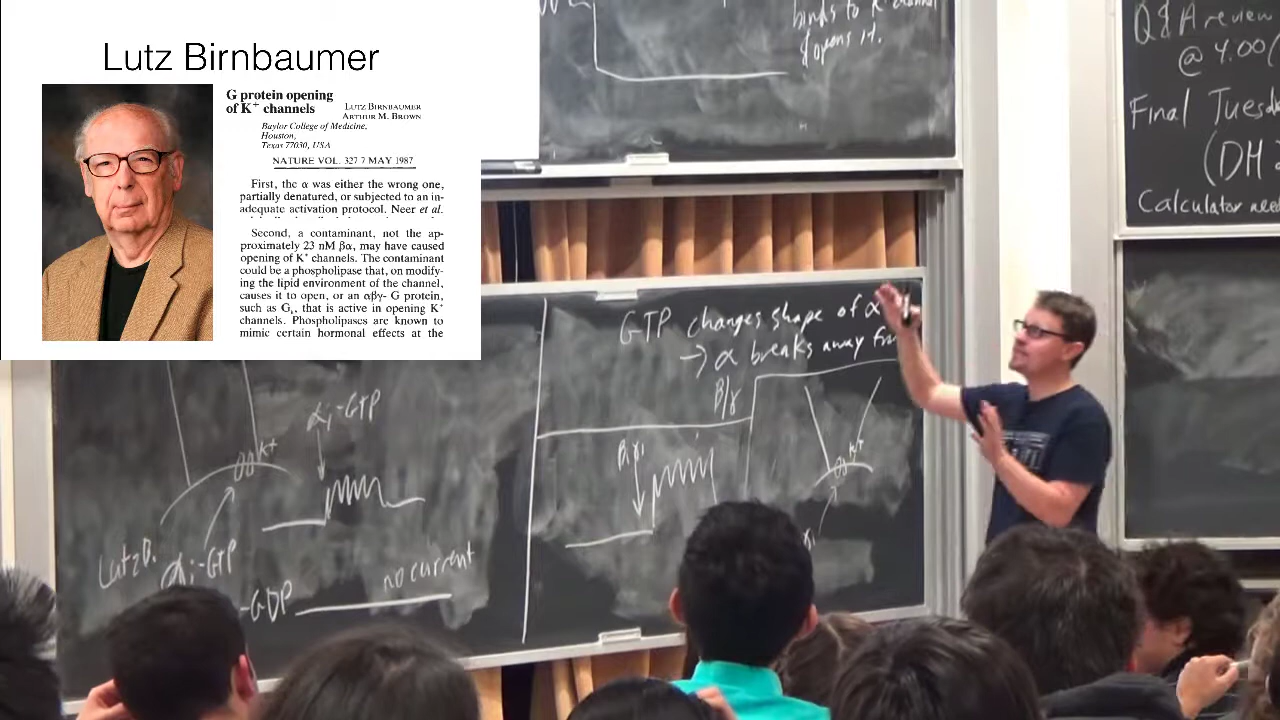 Lutz Birnbaumer
G protein opening
of K+ channels
LUTZ BIRNBAUMER
ARTHUR M. BROWN
Baylor College of Medicine,
Houston,
Texas 77030, USA
NATURE VOL. 327 7 MAY 1987
First, the α was either the wrong one,
partially denatured, or subjected to an in-
adequate activation protocol. Neer et al.
Second, a contaminant, not the ap-
proximately 23 nM βα, may have caused
opening of K+ channels. The contaminant
could be a phospholipase that, on modify-
ing the lipid environment of the channel,
causes it to open, or an αβγ- G protein,
such as Gi, that is active in opening K+
channels. Phospholipases are known to
mimic certain hormonal effects at the
binds to K+ channel
& opens it.
Q&A review
@ 4:00
Final Tuesda
(DH
Calculator need
GTP changes shape of α
→ α breaks away
β/γ
αi-GTP
K+
Lutz B.
αi-GTP
-GDP
no current
β,γ,
K+